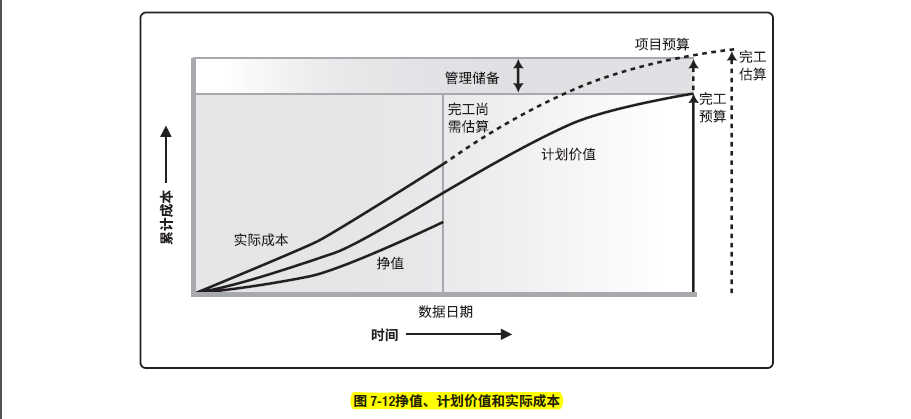 项目预算
完工
估算
管理储备
完工
预算
完工尚
需估算
计划价值
累计成本
实际成本
挣值
数据日期
时间
图 7-12挣值、计划价值和实际成本